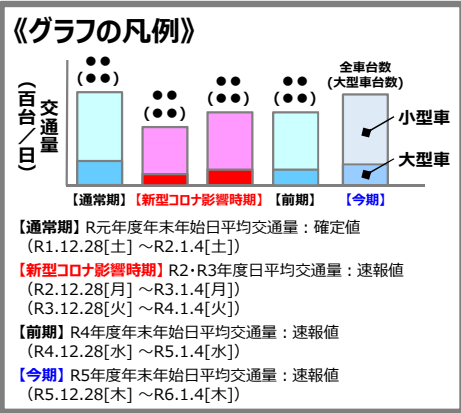 《グラフの凡例》
●●
(●●)
●●
(●●)
●●
(●●)
●●
(●●)
全車台数
(大型車台数)
交通量
(百台/日)
小型車
大型車
【通常期】【新型コロナ影響時期】【前期】【今期】
【通常期】R元年度年末年始日平均交通量：確定値
（R1.12.28[土] ～R2.1.4[土]）
【新型コロナ影響時期】R2・R3年度日平均交通量：速報値
（R2.12.28[月] ～R3.1.4[月]）
（R3.12.28[火] ～R4.1.4[火]）
【前期】R4年度年末年始日平均交通量：速報値
（R4.12.28[水] ～R5.1.4[水]）
【今期】R5年度年末年始日平均交通量：速報値
（R5.12.28[木] ～R6.1.4[木]）